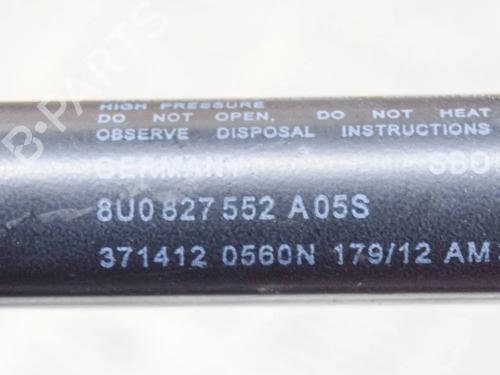 HIGH PRESSURE
DO NOT OPEN, DO NOT HEAT
OBSERVE DISPOSAL INSTRUCTIONS
GERMANY
8U0 827 552 A 05S
371412 0560N 179/12 AM
B-PARTS